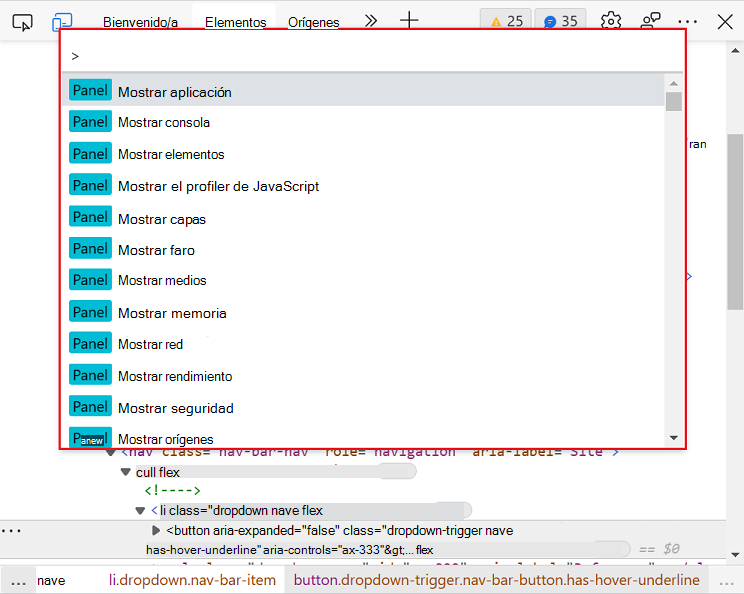 Bienvenido/a Elementos Orígenes 25 35
>
Panel Mostrar aplicación
Panel Mostrar consola
Panel Mostrar elementos
ran
Panel Mostrar el profiler de JavaScript
Panel Mostrar capas
Panel Mostrar faro
Panel Mostrar medios
Panel Mostrar memoria
Panel Mostrar red
Panel Mostrar rendimiento
Panel Mostrar seguridad
anew Mostrar orígenes
<nav class="nav-bar-nav" role="navigation" aria-label="Site">
cull flex
<!---->
<li class="dropdown nave flex
... <button aria-expanded="false" class="dropdown-trigger nave
has-hover-underline" aria-controls="ax-333"&gt;... flex == $0
... nave li.dropdown.nav-bar-item button.dropdown-trigger.nav-bar-button.has-hover-underline ...